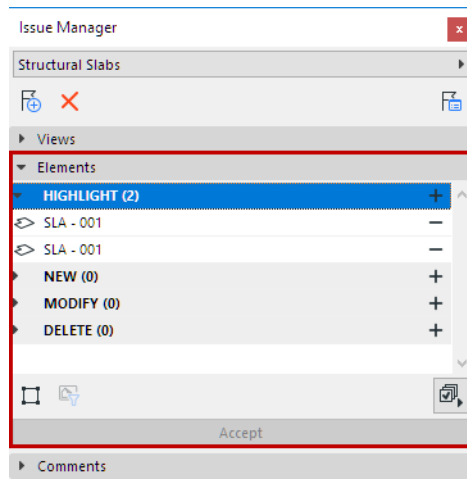 Issue Manager
x
Structural Slabs
Views
Elements
HIGHLIGHT (2)
SLA - 001
SLA - 001
NEW (0)
MODIFY (0)
DELETE (0)
Accept
Comments